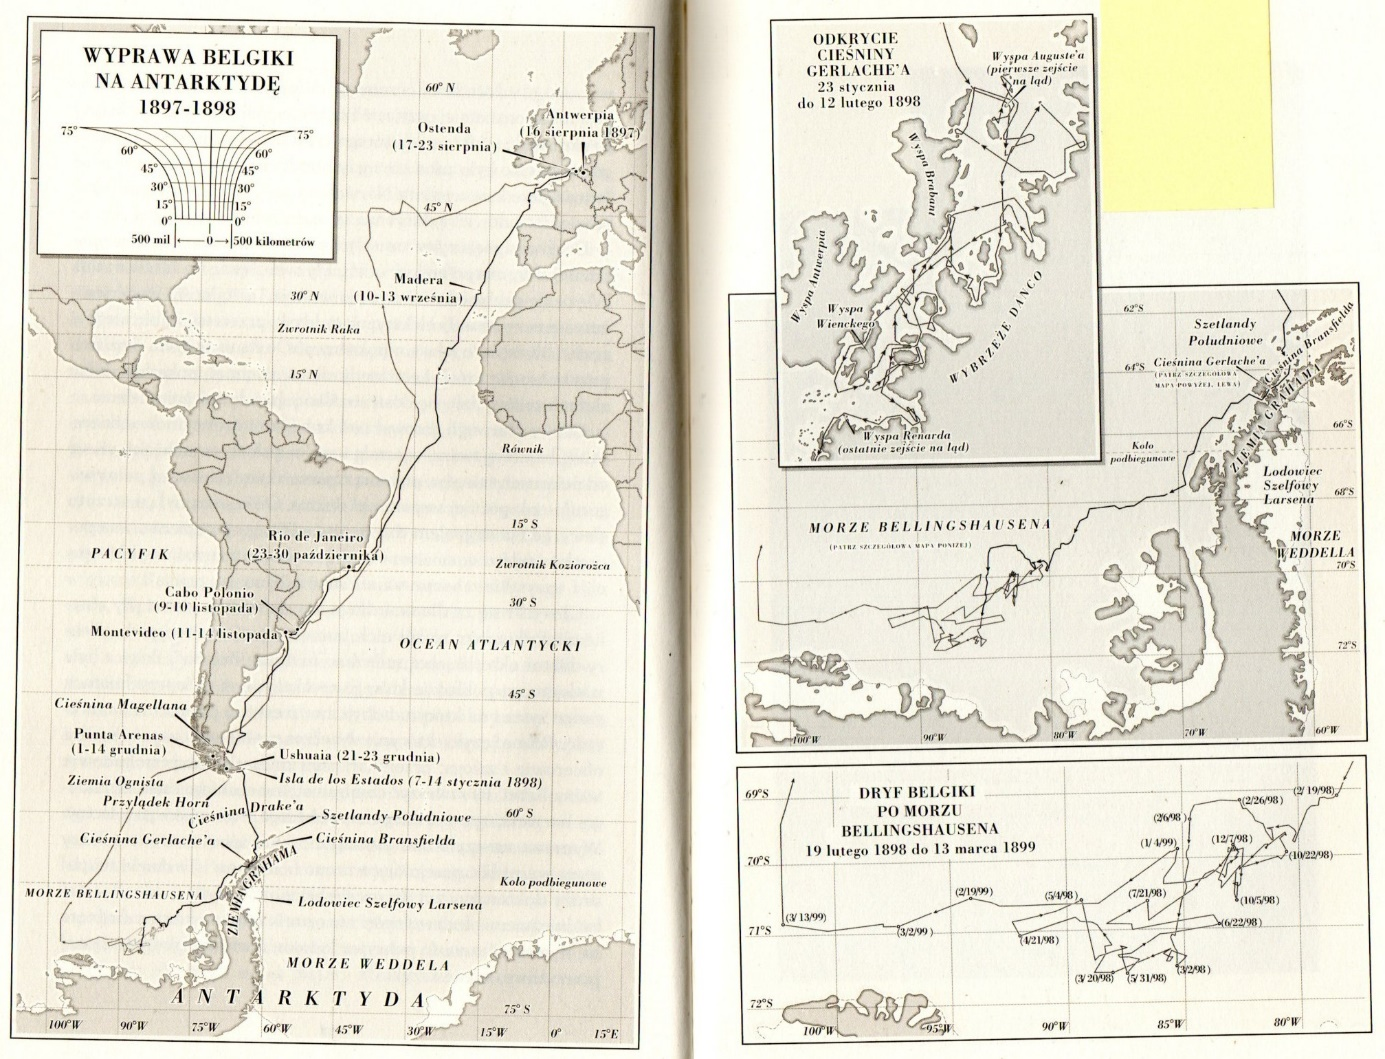 WYPRAWA BELGIKI
NA ANTARKTYDĘ
1897-1898
75°
75°
60°
60°
45°
45°
30°
30°
15°
15°
0°
0°
500 mil
0
500 kilometrów
60° N
Antwerpia
(16 sierpnia 1897)
Ostenda
(17-23 sierpnia)
45° N
Madera
(10-13 września)
30° N
Zwrotnik Raka
15° N
Równik
15° S
Rio de Janeiro
(23-30 października)
PACYFIK
Zwrotnik Koziorożca
Cabo Polonio
(9-10 listopada)
30° S
Montevideo (11-14 listopada
OCEAN ATLANTYCKI
45° S
Cieśnina Magellana
Punta Arenas
(1-14 grudnia)
Ushuaia (21-23 grudnia)
Ziemia Ognista
Isla de los Estados (7-14 stycznia 1898)
Przylądek Horn
Cieśnina Drake'a
60° S
Szetlandy Południowe
Cieśnina Gerlache'a
Cieśnina Bransfielda
ZIEMIA GRAHAMA
Koło podbiegunowe
MORZE BELLINGSHAUSENA
Lodowiec Szelfowy Larsena
MORZE WEDDELA
ANTARKTYDA
75° S
100°W
90°W
75°W
60°W
45°W
30°W
15°W
0°
15°E
ODKRYCIE
CIEŚNINY
GERLACHE'A
23 stycznia
do 12 lutego 1898
Wyspa Auguste'a
(pierwsze zejście
na ląd)
Wyspa Brabant
Wyspa Antwerpia
Wyspa
Wienckego
WYBRZEŻE DANCO
Wyspa Renarda
(ostatnie zejście na ląd)
62°S
Szetlandy
Południowe
Cieśnina Bransfielda
64°S
Cieśnina Gerlache'a
(PATRZ SZCZEGÓŁOWA
MAPA POWYŻEJ, LEWA)
ZIEMIA GRAHAMA
66°S
Koło
podbiegunowe
Lodowiec
Szelfowy
Larsena
68°S
MORZE BELLINGSHAUSENA
(PATRZ SZCZEGÓŁOWA MAPA PONIŻEJ)
MORZE
WEDDELLA
70°S
72°S
100°W
90°W
80°W
70°W
60°W
DRYF BELGIKI
PO MORZU
BELLINGSHAUSENA
19 lutego 1898 do 13 marca 1899
69°S
(2/26/98)
(2/ 19/98)
(2/6/98 )
(1/ 4/99)
(12/7/98)
70°S
(10/22/98)
(2/19/99)
(5/4/98)
(7/21/98)
(10/5/98)
(3/ 13/99)
(3/2/99 )
(6/22/98)
71°S
(4/21/98)
(3/ 20/98)
(5/ 31/98)
(3/2/98 )
72°S
100°W
95°W
90°W
85°W
80°W